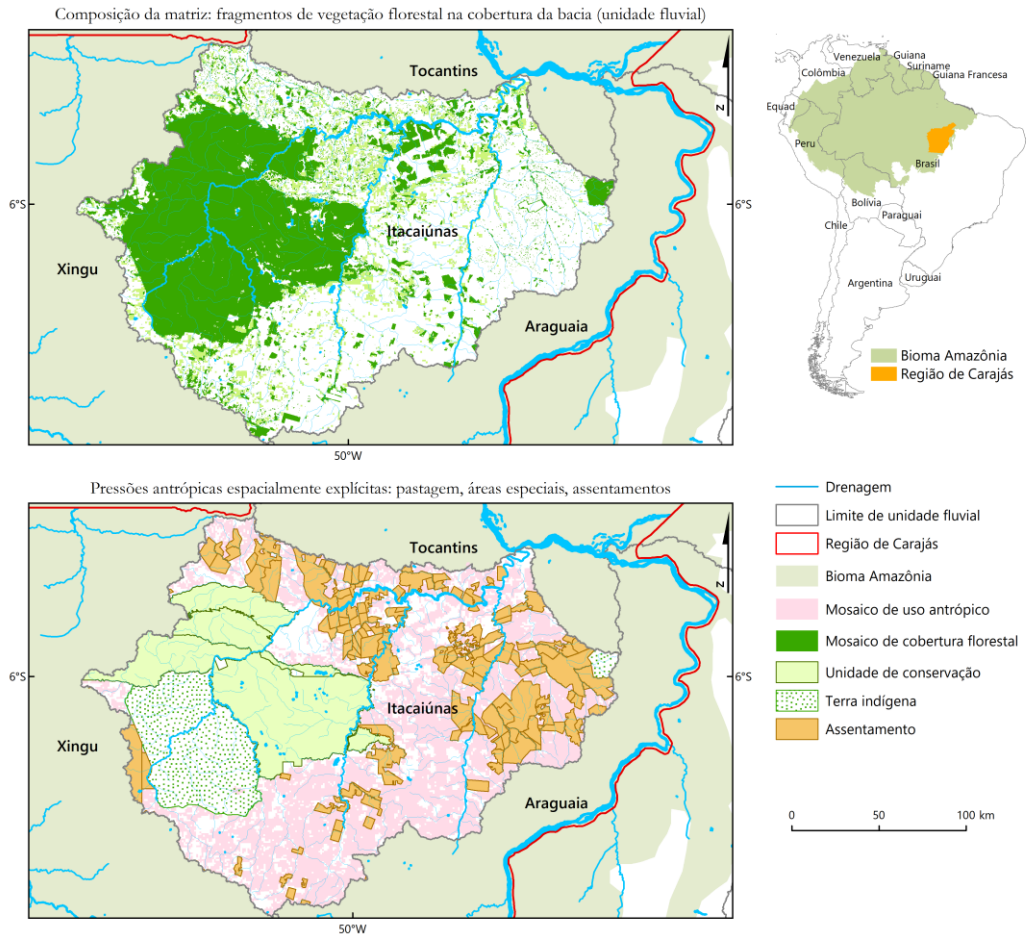 Composição da matriz: fragmentos de vegetação florestal na cobertura da bacia (unidade fluvial)
Tocantins
6°S
6°S
Itacaiúnas
Xingu
Araguaia
50°W
N
Venezuela
Guiana
Suriname
Guiana Francesa
Colômbia
Equad
Peru
Brasil
Bolívia
Paraguai
Chile
Uruguai
Argentina
Bioma Amazônia
Região de Carajás
Pressões antrópicas espacialmente explícitas: pastagem, áreas especiais, assentamentos
Tocantins
6°S
6°S
Itacaiúnas
Xingu
Araguaia
50°W
N
Drenagem
Limite de unidade fluvial
Região de Carajás
Bioma Amazônia
Mosaico de uso antrópico
Mosaico de cobertura florestal
Unidade de conservação
Terra indígena
Assentamento
0 50 100 km